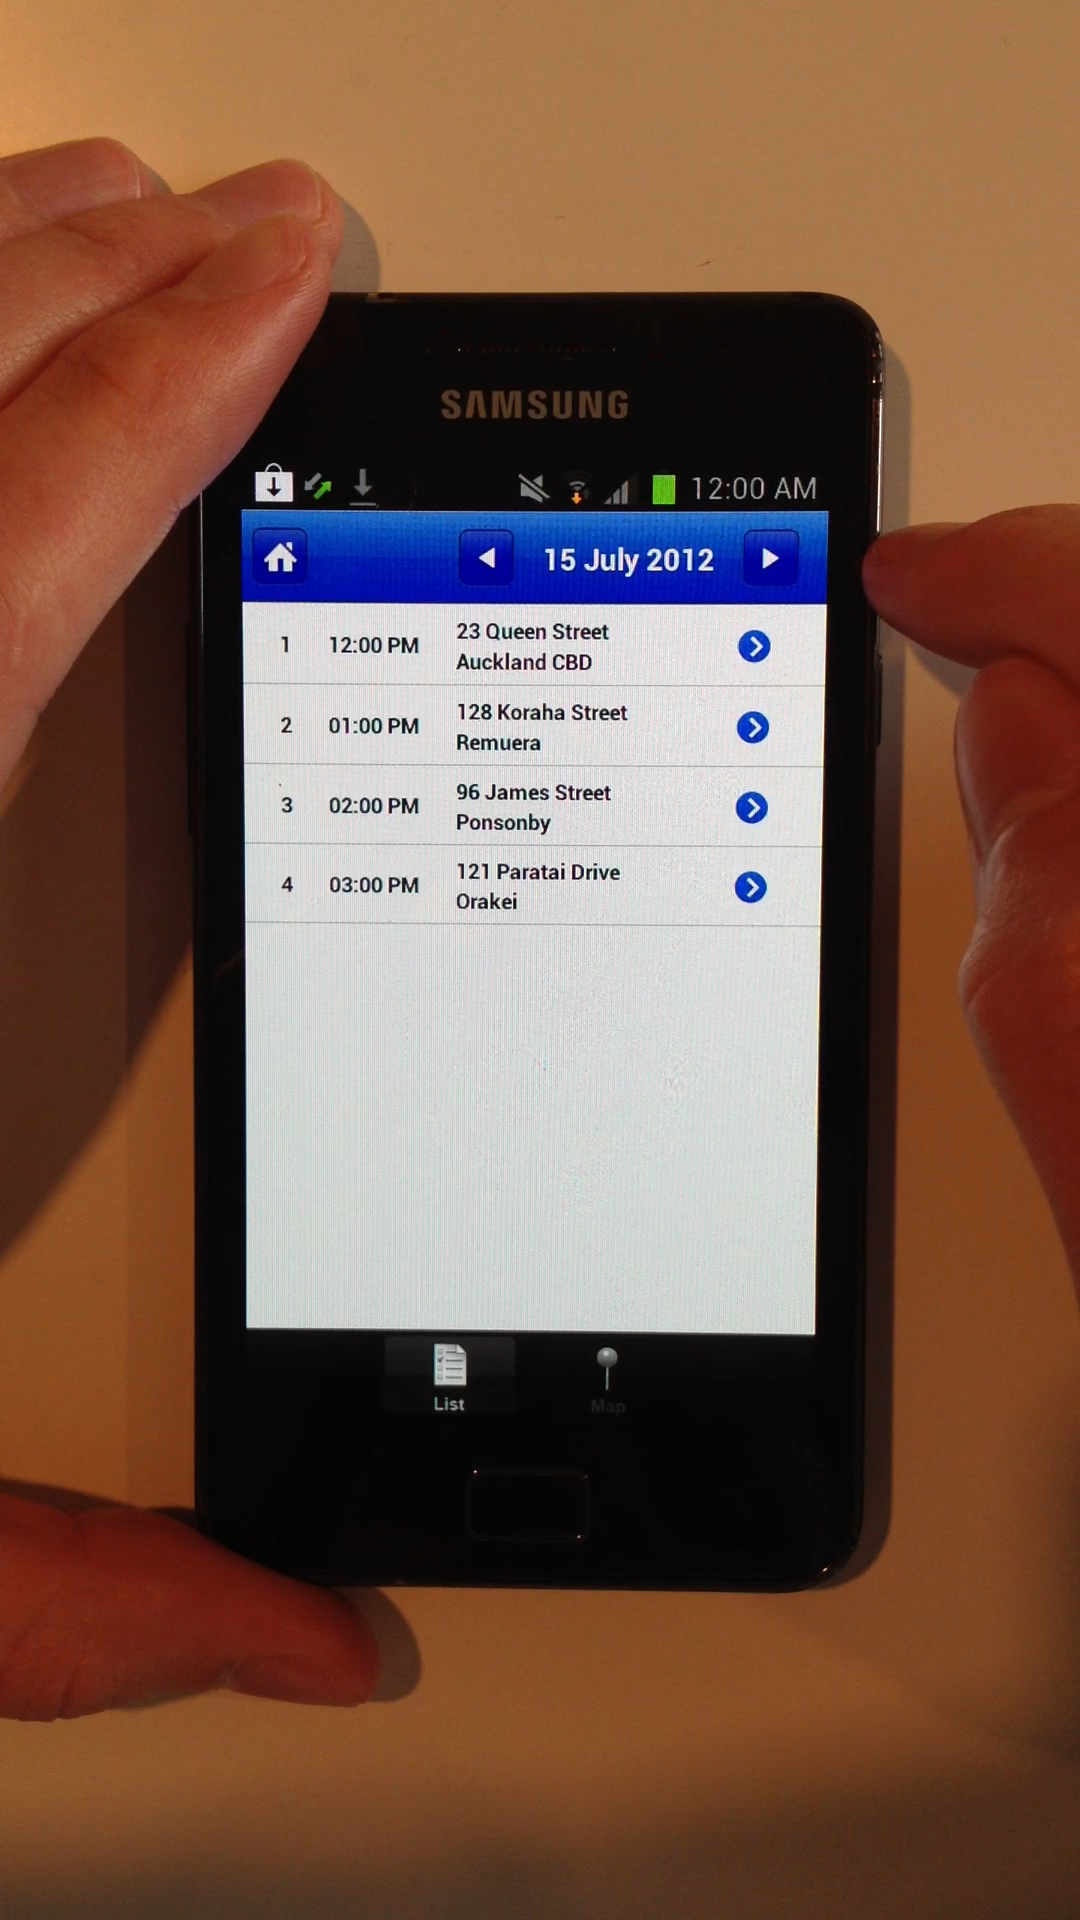 SAMSUNG
12:00 AM
15 July 2012
1 12:00 PM 23 Queen Street
Auckland CBD
2 01:00 PM 128 Koraha Street
Remuera
3 02:00 PM 96 James Street
Ponsonby
4 03:00 PM 121 Paratai Drive
Orakei
List Map